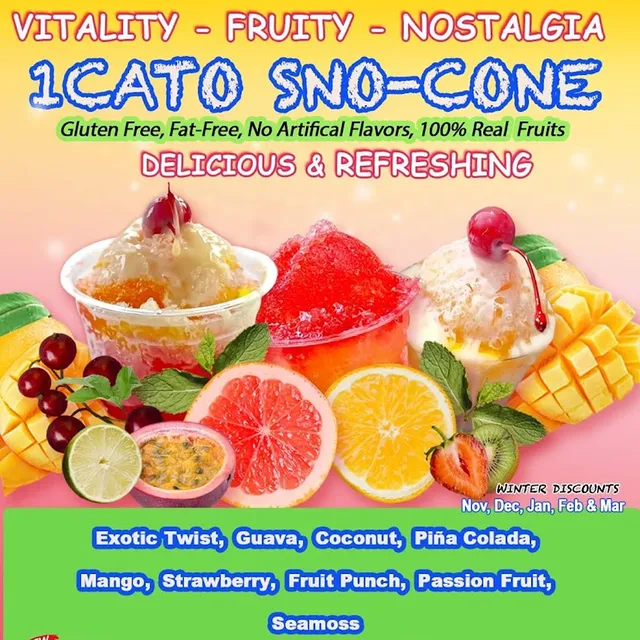 VITALITY - FRUITY - NOSTALGIA
1CATO SNO-CONE
Gluten Free, Fat-Free, No Artifical Flavors, 100% Real Fruits
DELICIOUS & REFRESHING
WINTER DISCOUNTS
Nov, Dec, Jan, Feb & Mar
Exotic Twist, Guava, Coconut, Piña Colada,
Mango, Strawberry, Fruit Punch, Passion Fruit,
Seamoss